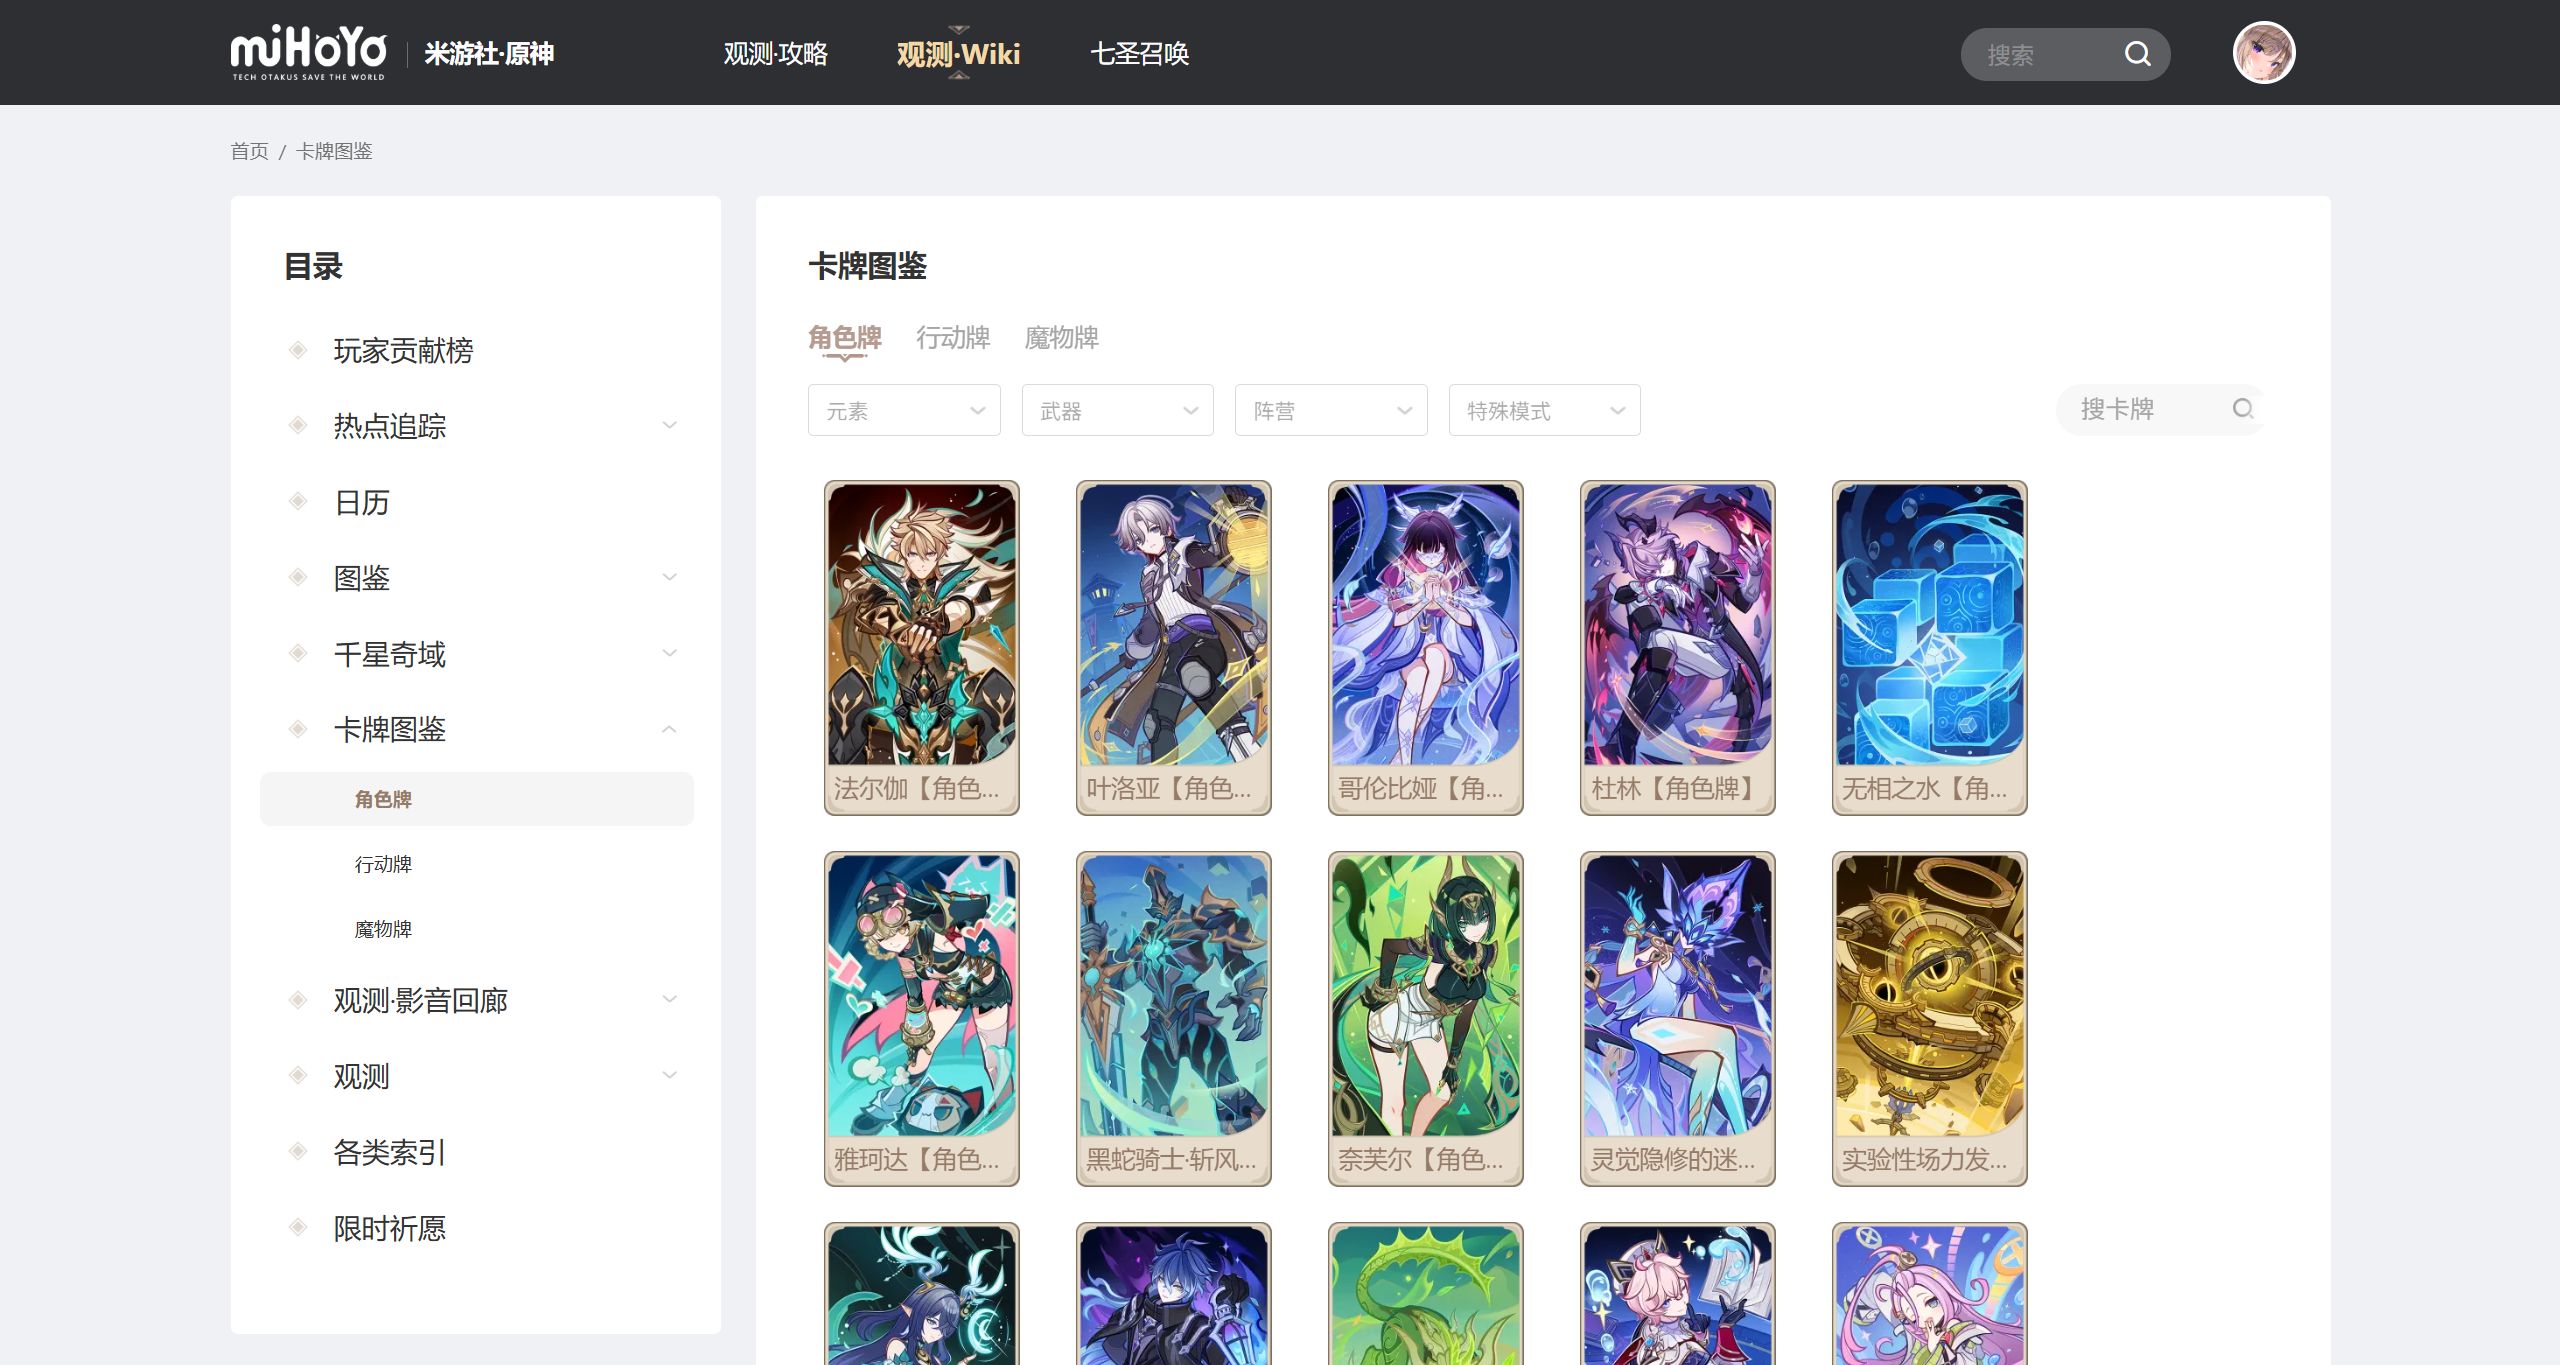 miHoYo
TECH OTAKUS SAVE THE WORLD
米游社·原神
观测·攻略
观测·Wiki
七圣召唤
搜索
首页 / 卡牌图鉴
目录
玩家贡献榜
热点追踪
日历
图鉴
千星奇域
卡牌图鉴
角色牌
行动牌
魔物牌
观测·影音回廊
观测
各类索引
限时祈愿
卡牌图鉴
角色牌
行动牌
魔物牌
元素
武器
阵营
特殊模式
搜卡牌
法尔伽【角色...
叶洛亚【角色...
哥伦比娅【角...
杜林【角色牌】
无相之水【角...
雅珂达【角色...
黑蛇骑士·斩风...
奈芙尔【角色...
灵觉隐修的迷...
实验性场力发...